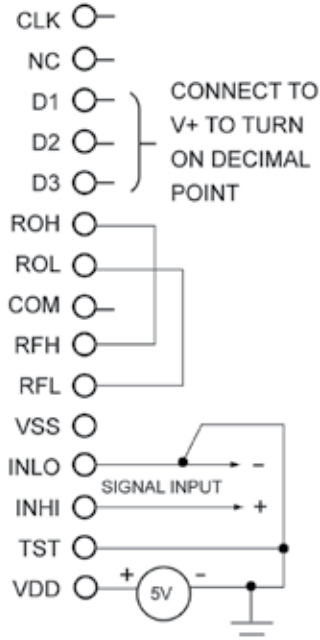 CLK
NC
D1
D2
D3
CONNECT TO
V+ TO TURN
ON DECIMAL
POINT
ROH
ROL
COM
RFH
RFL
VSS
INLO
-
SIGNAL INPUT
INHI
+
TST
VDD
+
5V
-